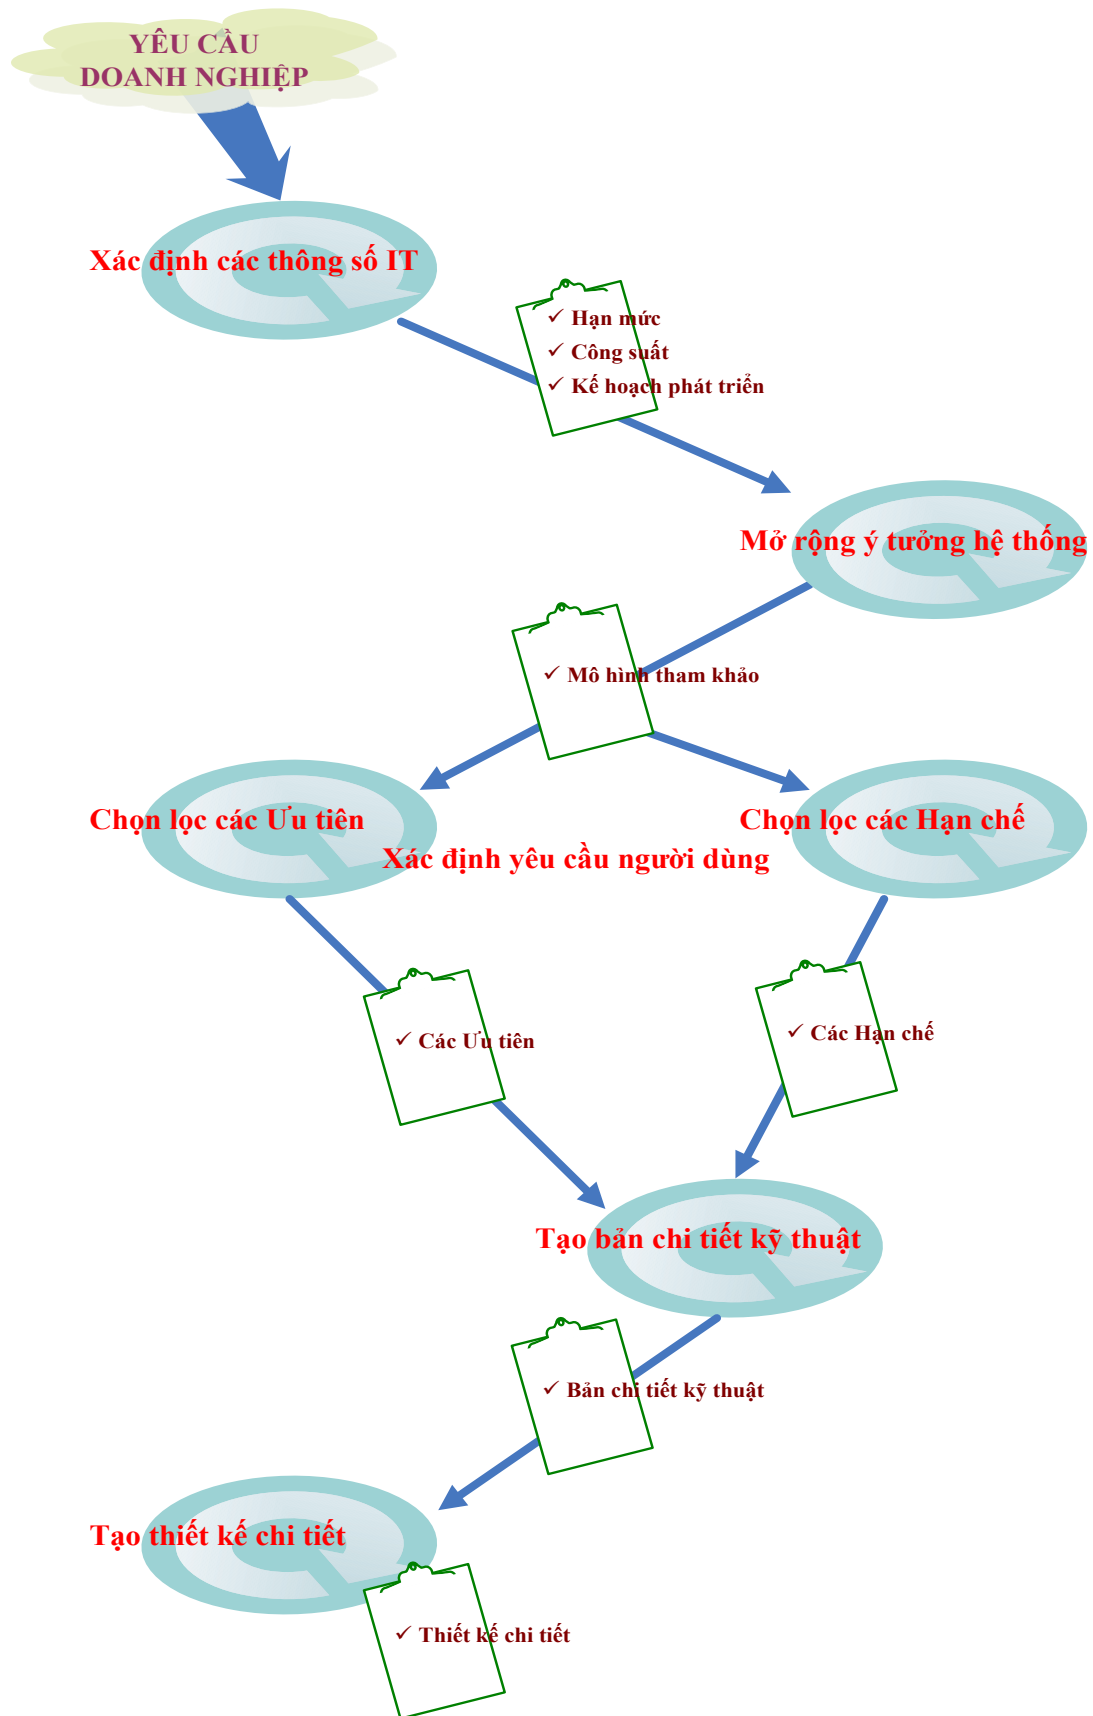 YÊU CẦU
DOANH NGHIỆP
Xác định các thông số IT
✓ Hạn mức
✓ Công suất
✓ Kế hoạch phát triển
Mở rộng ý tưởng hệ thống
✓ Mô hình tham khảo
Chọn lọc các Ưu tiên
Chọn lọc các Hạn chế
Xác định yêu cầu người dùng
✓ Các Ưu tiên
✓ Các Hạn chế
Tạo bản chi tiết kỹ thuật
✓ Bản chi tiết kỹ thuật
Tạo thiết kế chi tiết
✓ Thiết kế chi tiết